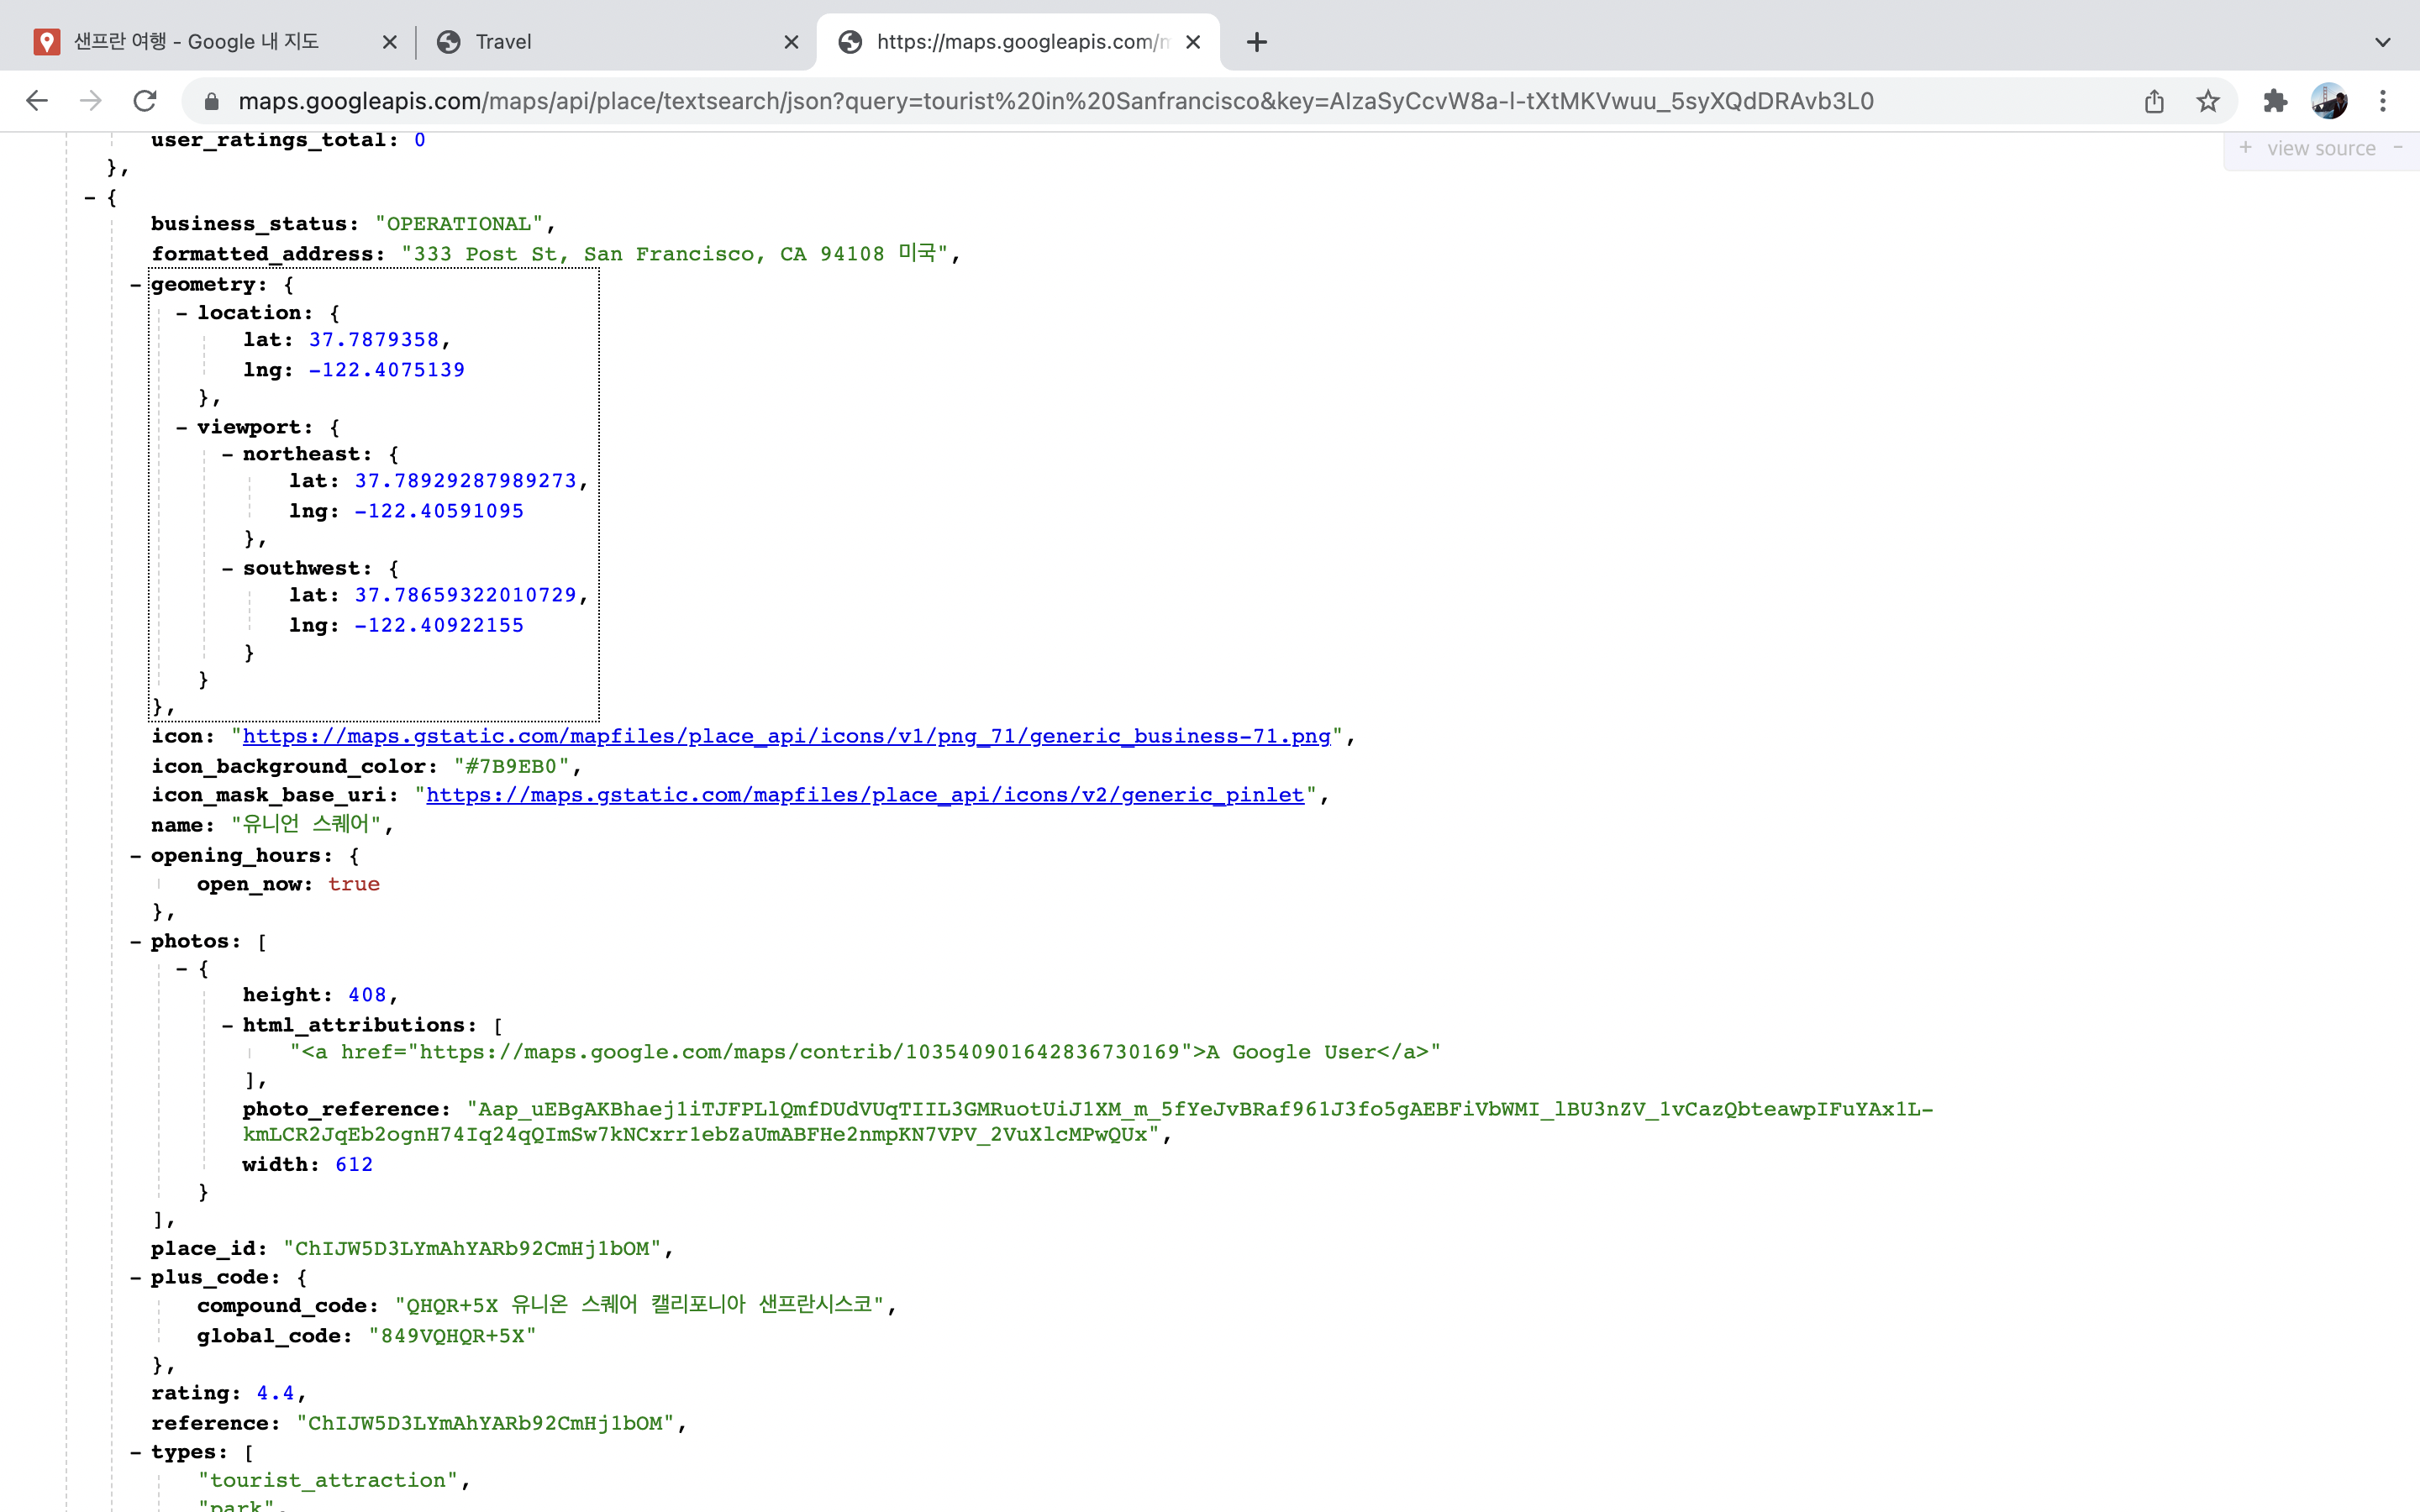 샌프란 여행 - Google 내 지도
Travel
https://maps.googleapis.com/m
maps.googleapis.com/maps/api/place/textsearch/json?query=tourist%20in%20Sanfrancisco&key=AIzaSyCcvW8a-l-tXtMKVwuu_5syXQdDRAvb3L0
+ view source -
user_ratings_total: 0
},
- {
business_status: "OPERATIONAL",
formatted_address: "333 Post St, San Francisco, CA 94108 미국",
- geometry: {
- location: {
lat: 37.7879358,
lng: -122.4075139
},
- viewport: {
- northeast: {
lat: 37.78929287989273,
lng: -122.40591095
},
- southwest: {
lat: 37.78659322010729,
lng: -122.40922155
}
}
},
icon: "https://maps.gstatic.com/mapfiles/place_api/icons/v1/png_71/generic_business-71.png",
icon_background_color: "#7B9EB0",
icon_mask_base_uri: "https://maps.gstatic.com/mapfiles/place_api/icons/v2/generic_pinlet",
name: "유니언 스퀘어",
- opening_hours: {
open_now: true
},
- photos: [
- {
height: 408,
- html_attributions: [
"<a href="https://maps.google.com/maps/contrib/103540901642836730169">A Google User</a>"
],
photo_reference: "Aap_uEBgAKBhaej1iTJFPLlQmfDUdVUqTIIL3GMRuotUiJ1XM_m_5fYeJvBRaf961J3fo5gAEBFiVbWMI_lBU3nZV_1vCazQbteawpIFuYAx1L-
kmLCR2JqEb2ognH74Iq24qQImSw7kNCxrr1ebZaUmABFHe2nmpKN7VPV_2VuXlcMPwQUx",
width: 612
}
],
place_id: "ChIJW5D3LYmAhYARb92CmHj1bOM",
- plus_code: {
compound_code: "QHQR+5X 유니온 스퀘어 캘리포니아 샌프란시스코",
global_code: "849VQHQR+5X"
},
rating: 4.4,
reference: "ChIJW5D3LYmAhYARb92CmHj1bOM",
- types: [
"tourist_attraction",
"park",